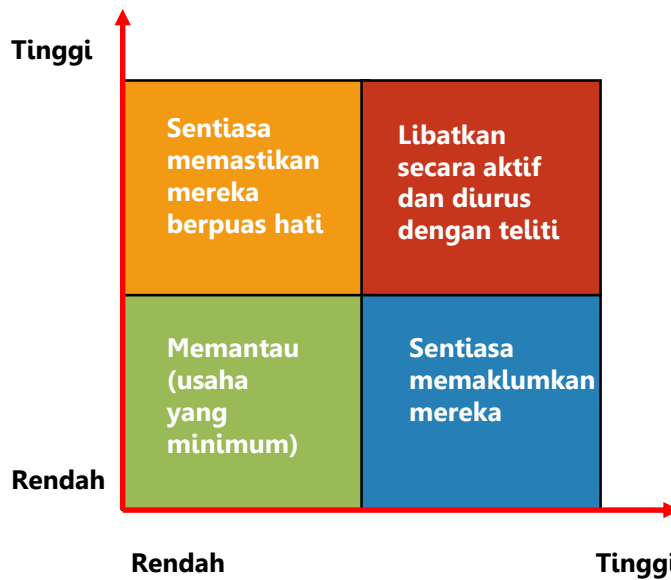 Tinggi
Sentiasa
memastikan
mereka
berpuas hati
Libatkan
secara aktif
dan diurus
dengan teliti
Memantau
(usaha
yang
minimum)
Sentiasa
memaklumkan
mereka
Rendah
Rendah
Tinggi